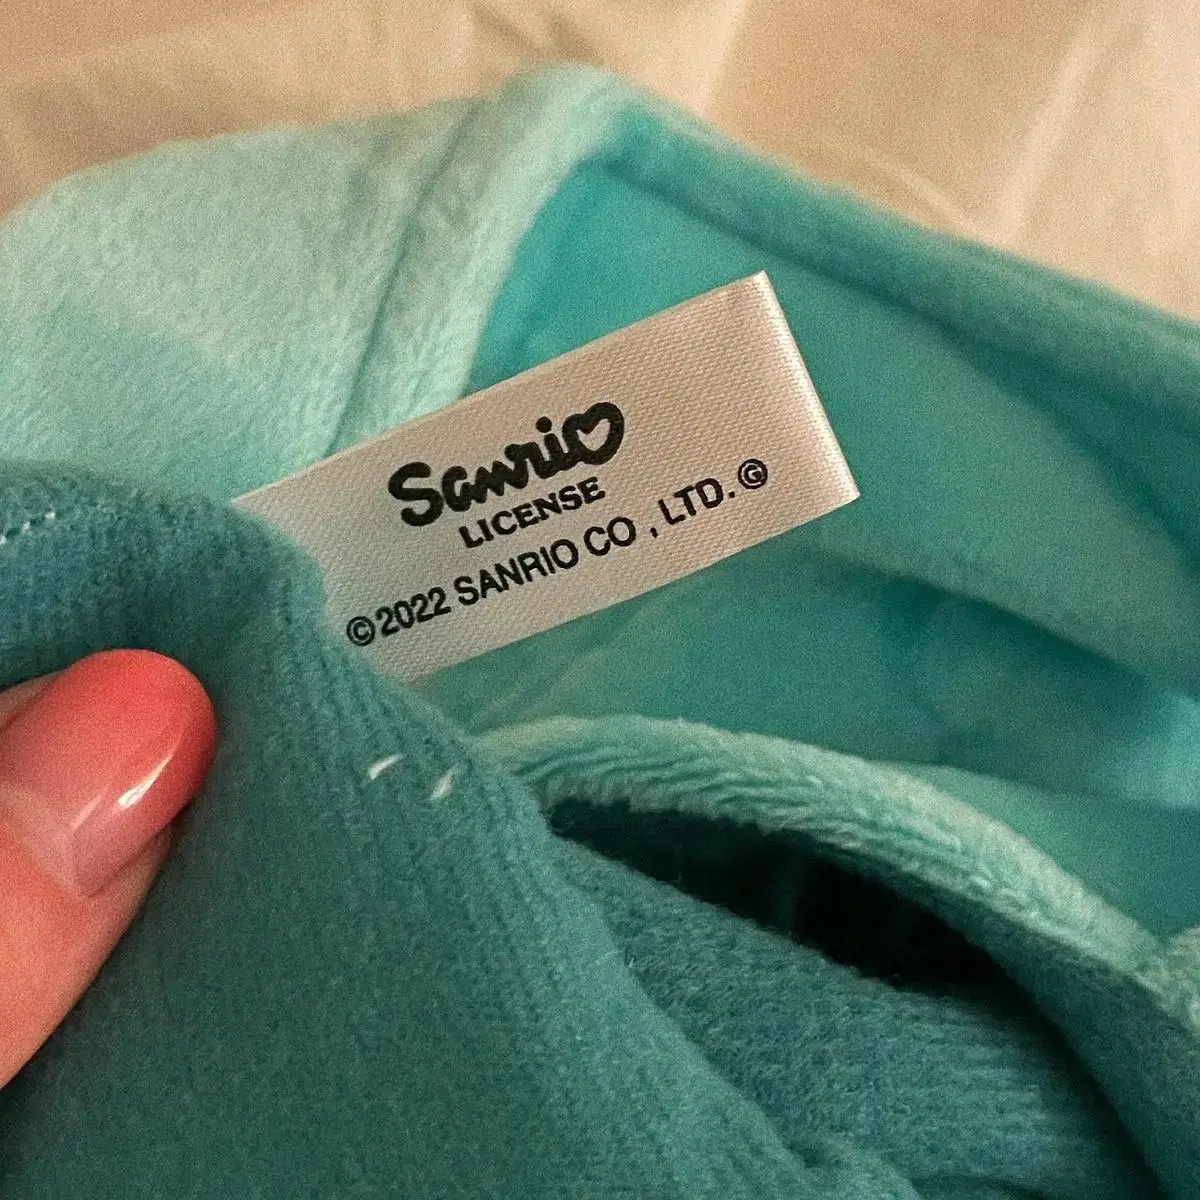 Sanrio
LICENSE
©2022 SANRIO CO , LTD. Ⓖ